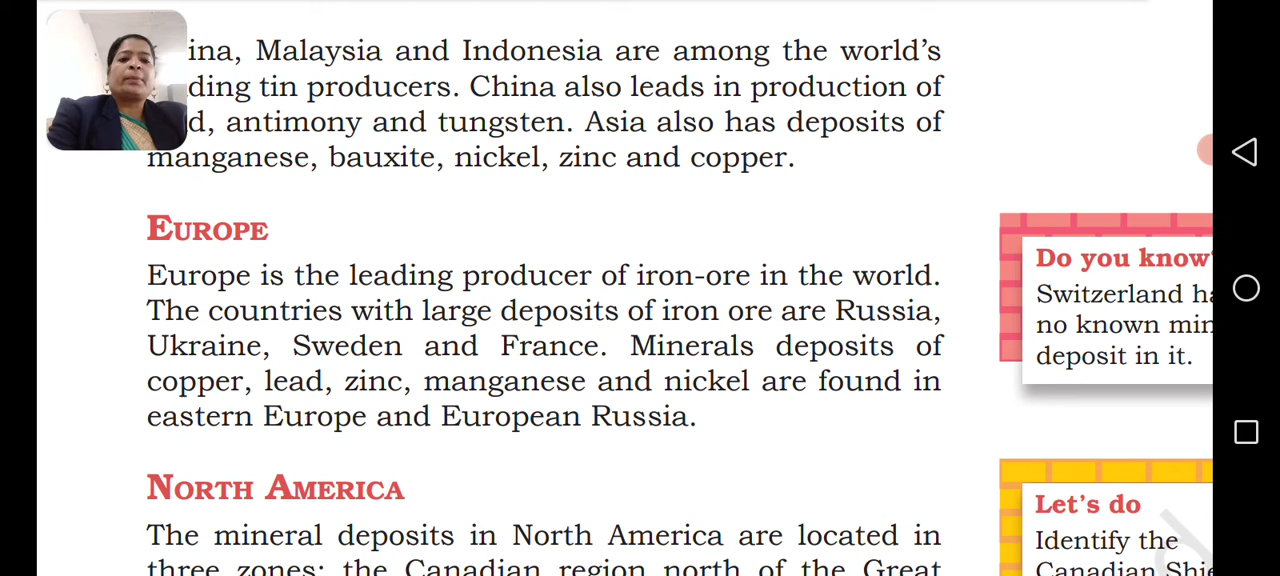 ina, Malaysia and Indonesia are among the world's
ding tin producers. China also leads in production of
d, antimony and tungsten. Asia also has deposits of
manganese, bauxite, nickel, zinc and copper.
EUROPE
Europe is the leading producer of iron-ore in the world.
The countries with large deposits of iron ore are Russia,
Ukraine, Sweden and France. Minerals deposits of
copper, lead, zinc, manganese and nickel are found in
eastern Europe and European Russia.
NORTH AMERICA
The mineral deposits in North America are located in
three zones: the Canadian region north of the Great
Do you know
Switzerland ha
no known min
deposit in it.
Let's do
Identify the
Canadian Shie